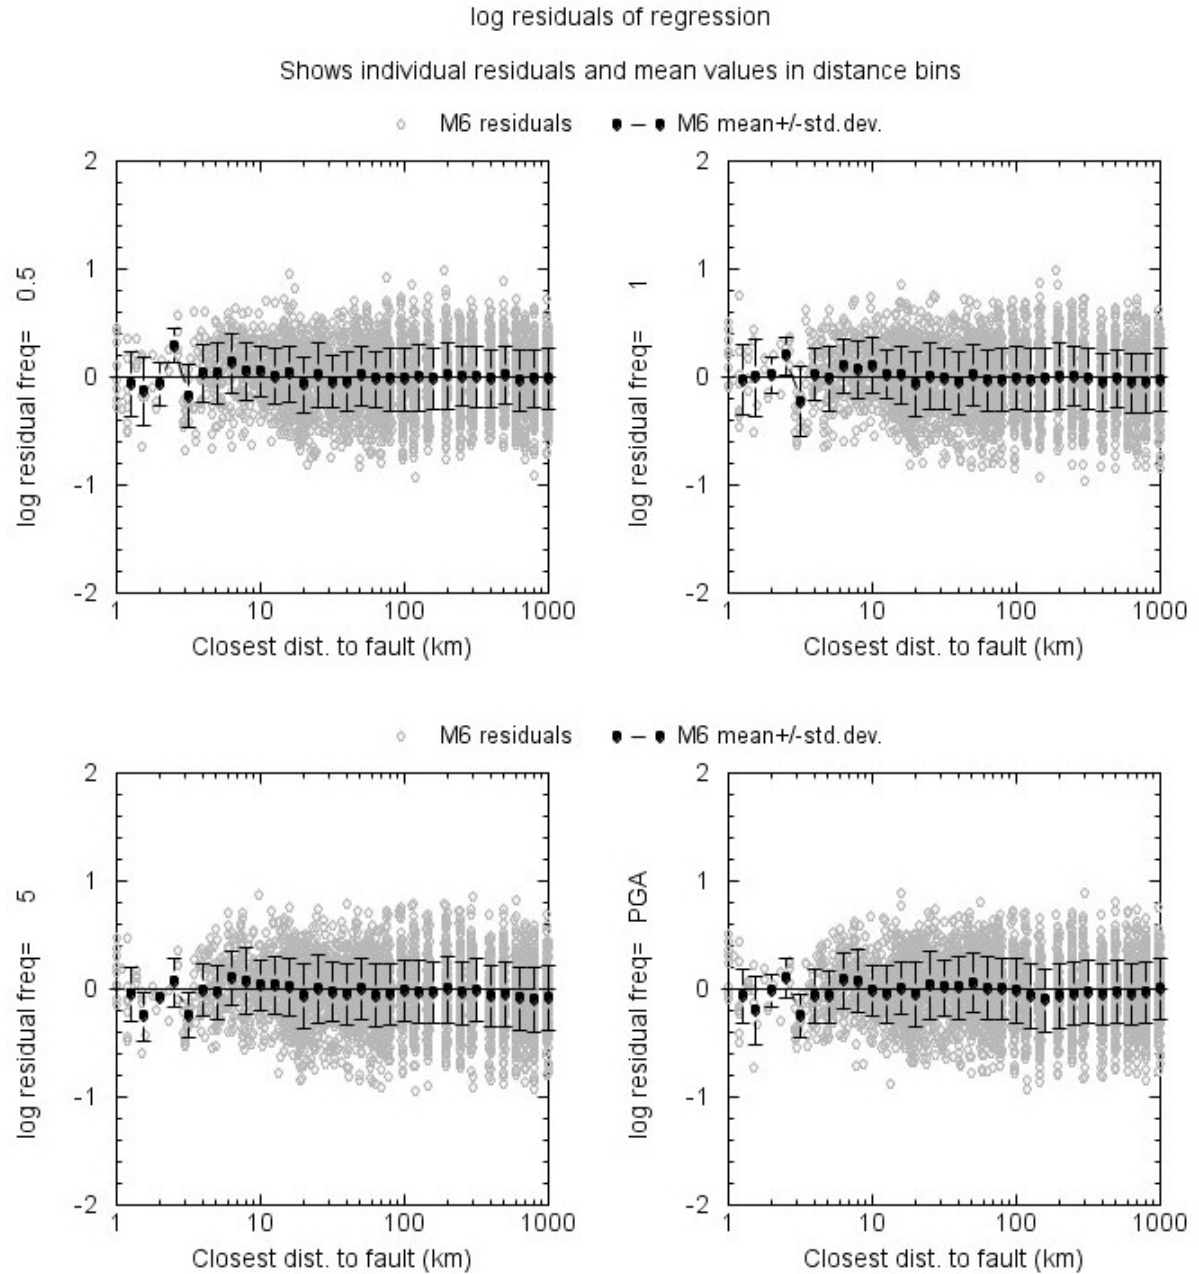 log residuals of regression
Shows individual residuals and mean values in distance bins
M6 residuals M6 mean+/-std.dev.
log residual freq= 0.5
2
1
0
-1
-2
1 10 100 1000
Closest dist. to fault (km)
log residual freq= 1
2
1
0
-1
-2
1 10 100 1000
Closest dist. to fault (km)
M6 residuals M6 mean+/-std.dev.
log residual freq= 5
2
1
0
-1
-2
1 10 100 1000
Closest dist. to fault (km)
log residual freq= PGA
2
1
0
-1
-2
1 10 100 1000
Closest dist. to fault (km)